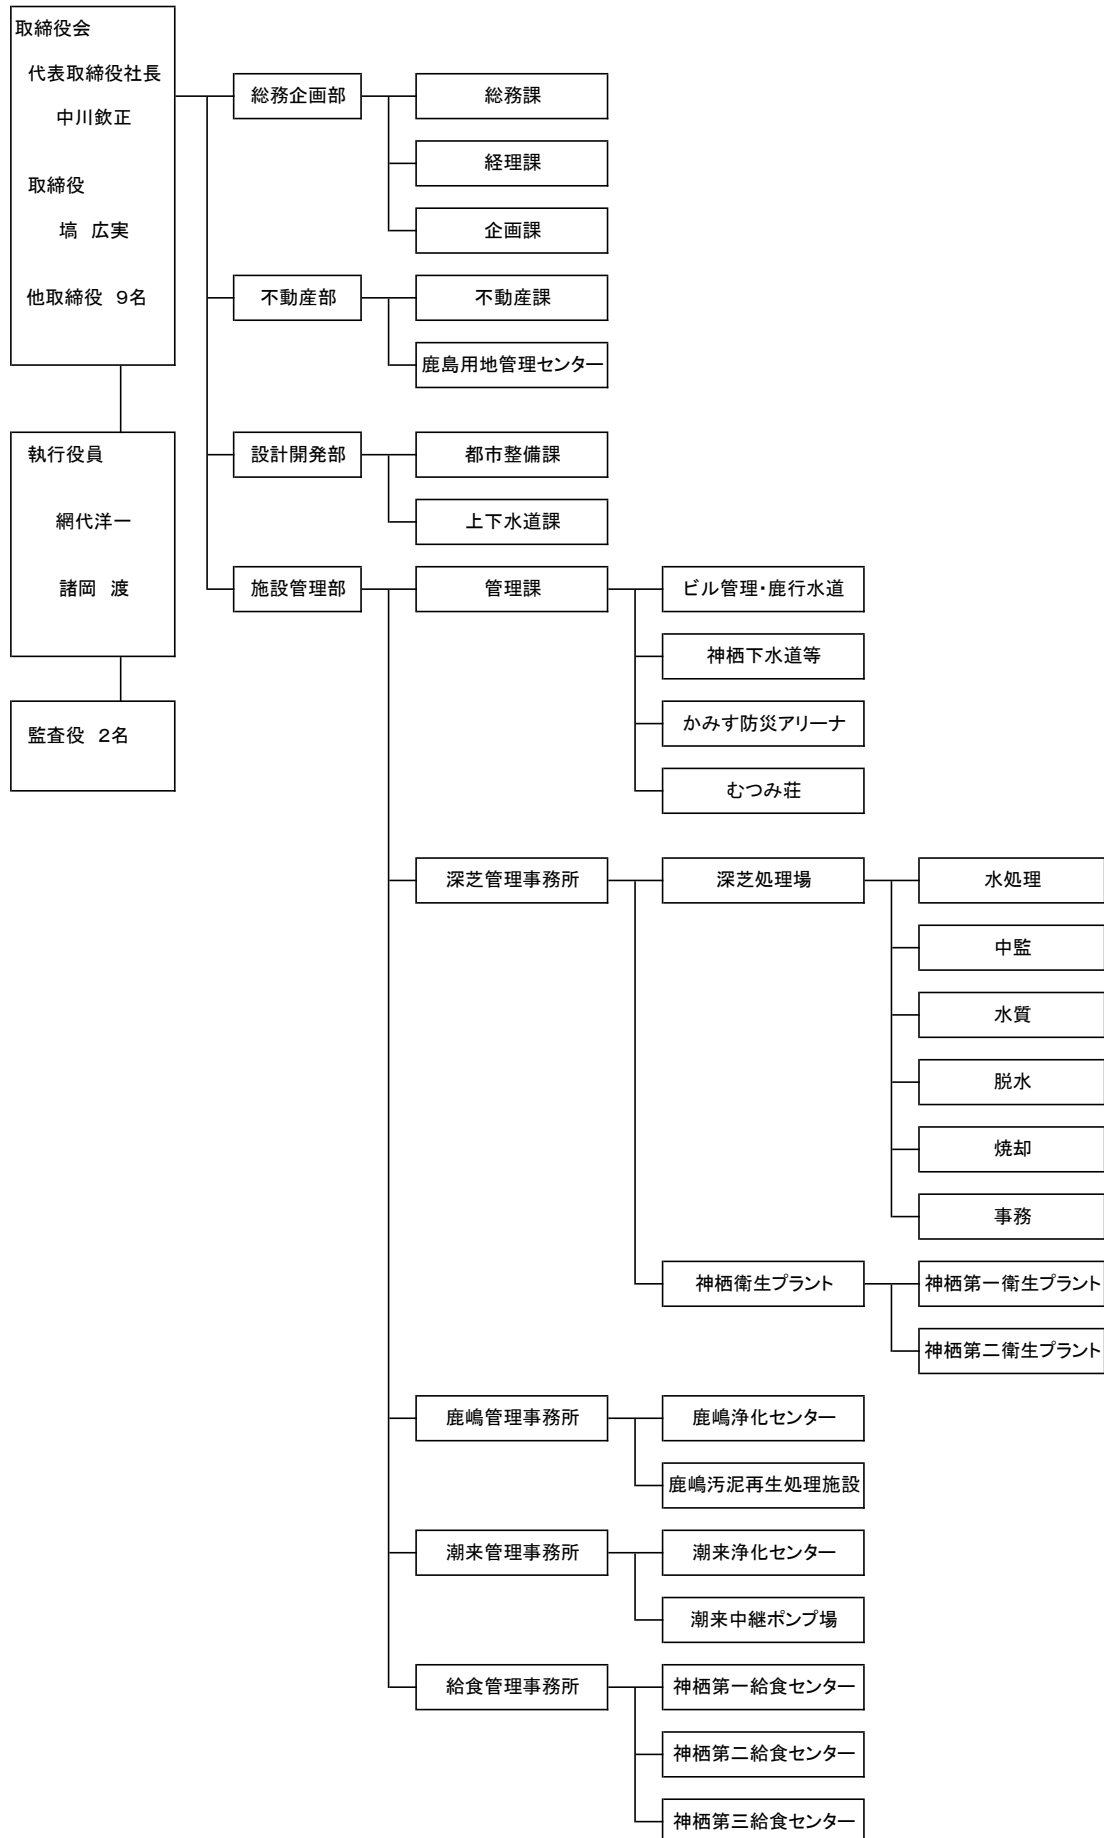 取締役会
代表取締役社長
中川欽正
取締役
塙 広実
他取締役 9名
執行役員
網代洋一
諸岡 渡
監査役 2名
総務企画部
総務課
経理課
企画課
不動産部
不動産課
鹿島用地管理センター
設計開発部
都市整備課
上下水道課
施設管理部
管理課
ビル管理・鹿行水道
神栖下水道等
かみす防災アリーナ
むつみ荘
深芝管理事務所
深芝処理場
水処理
中監
水質
脱水
焼却
事務
神栖衛生プラント
神栖第一衛生プラント
神栖第二衛生プラント
鹿嶋管理事務所
鹿嶋浄化センター
鹿嶋汚泥再生処理施設
潮来管理事務所
潮来浄化センター
潮来中継ポンプ場
給食管理事務所
神栖第一給食センター
神栖第二給食センター
神栖第三給食センター